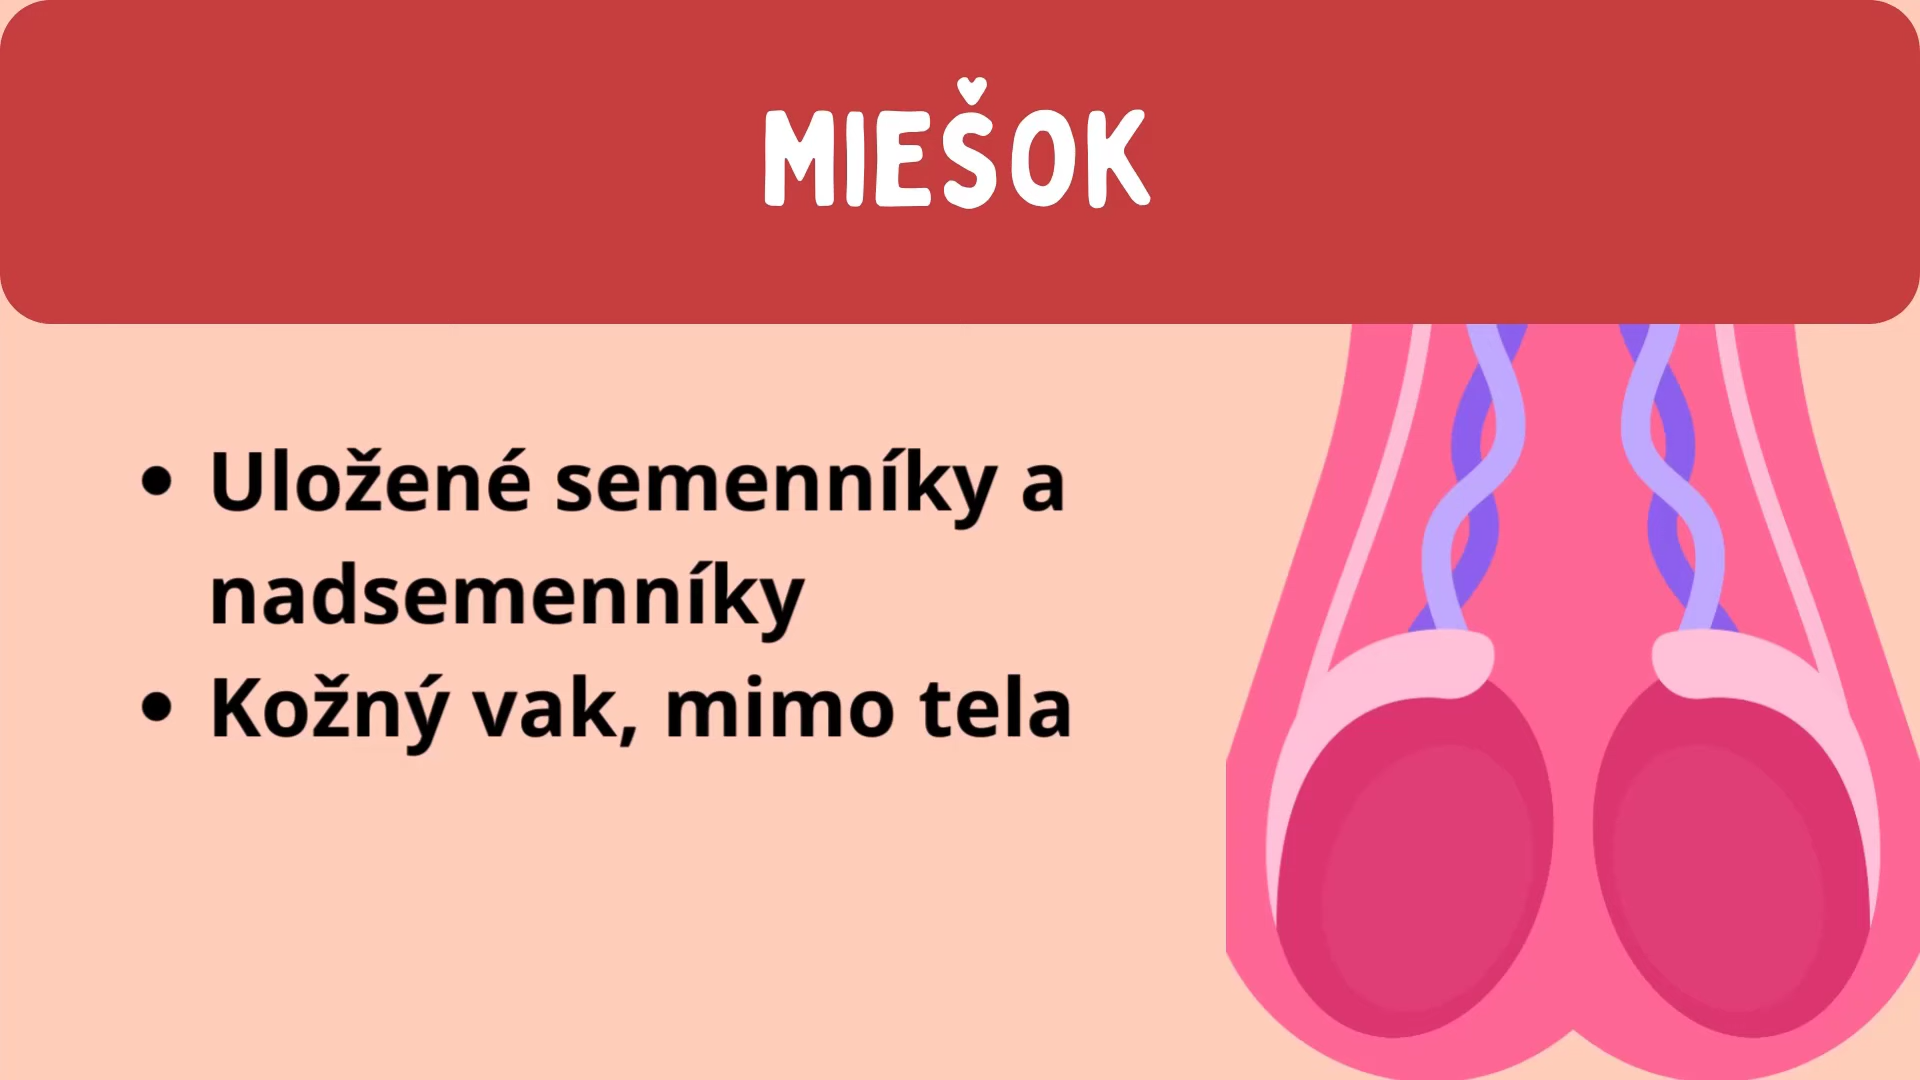 MIEŠOK
• Uložené semenníky a
nadsemenníky
• Kožný vak, mimo tela